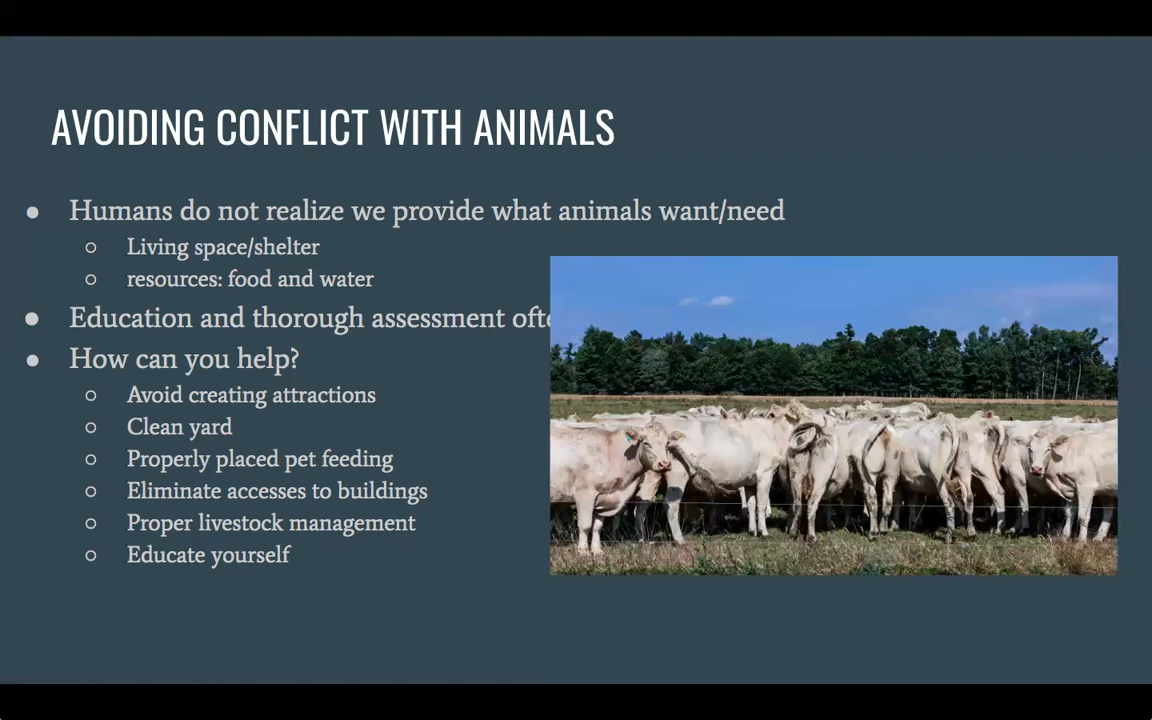 AVOIDING CONFLICT WITH ANIMALS
● Humans do not realize we provide what animals want/need
○ Living space/shelter
○ resources: food and water
● Education and thorough assessment
● How can you help?
○ Avoid creating attractions
○ Clean yard
○ Properly placed pet feeding
○ Eliminate accesses to buildings
○ Proper livestock management
○ Educate yourself